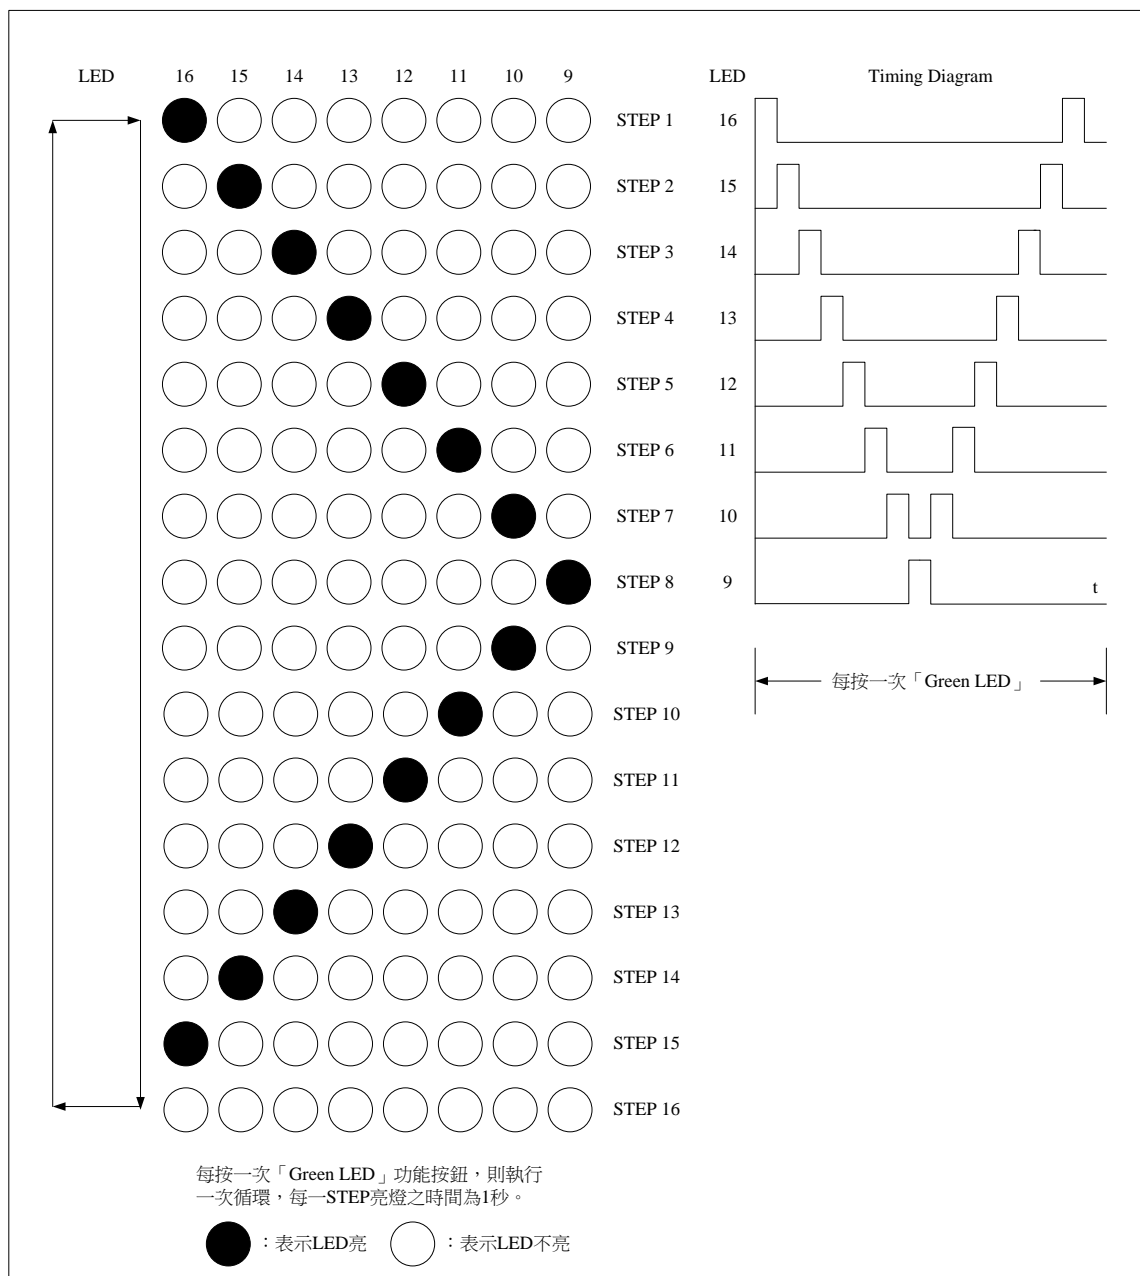 LED 16 15 14 13 12 11 10 9 LED Timing Diagram
STEP 1 16
STEP 2 15
STEP 3 14
STEP 4 13
STEP 5 12
STEP 6 11
STEP 7 10
STEP 8 9 t
STEP 9
每按一次「Green LED」
STEP 10
STEP 11
STEP 12
STEP 13
STEP 14
STEP 15
STEP 16
每按一次「Green LED」功能按鈕，則執行
一次循環，每一STEP亮燈之時間為1秒。
：表示LED亮 ：表示LED不亮